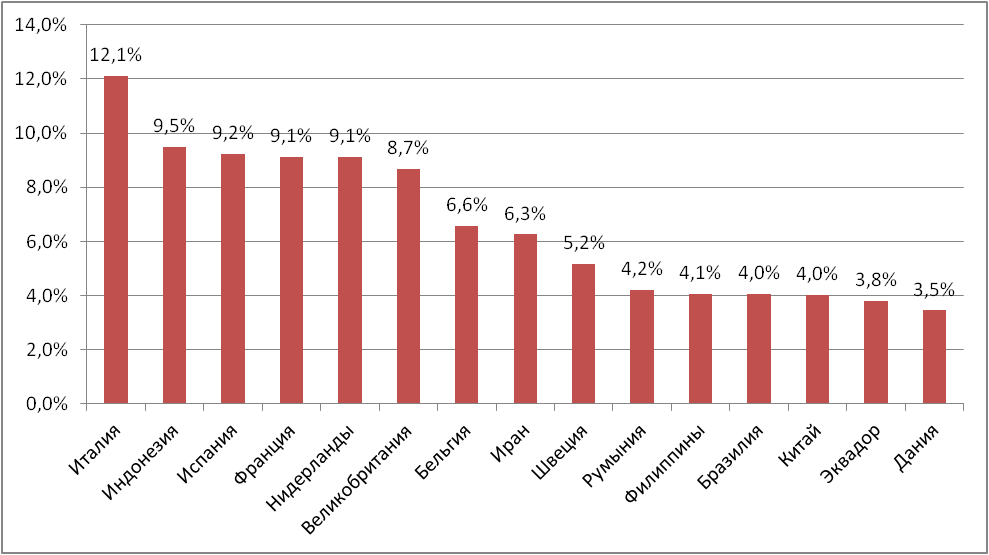 14,0%
12,0%
10,0%
8,0%
6,0%
4,0%
2,0%
0,0%
12,1%
9,5%
9,2%
9,1%
9,1%
8,7%
6,6%
6,3%
5,2%
4,2%
4,1%
4,0%
4,0%
3,8%
3,5%
Италия
Индонезия
Испания
Франция
Нидерланды
Великобритания
Бельгия
Иран
Швеция
Румыния
Филиппины
Бразилия
Китай
Эквадор
Дания